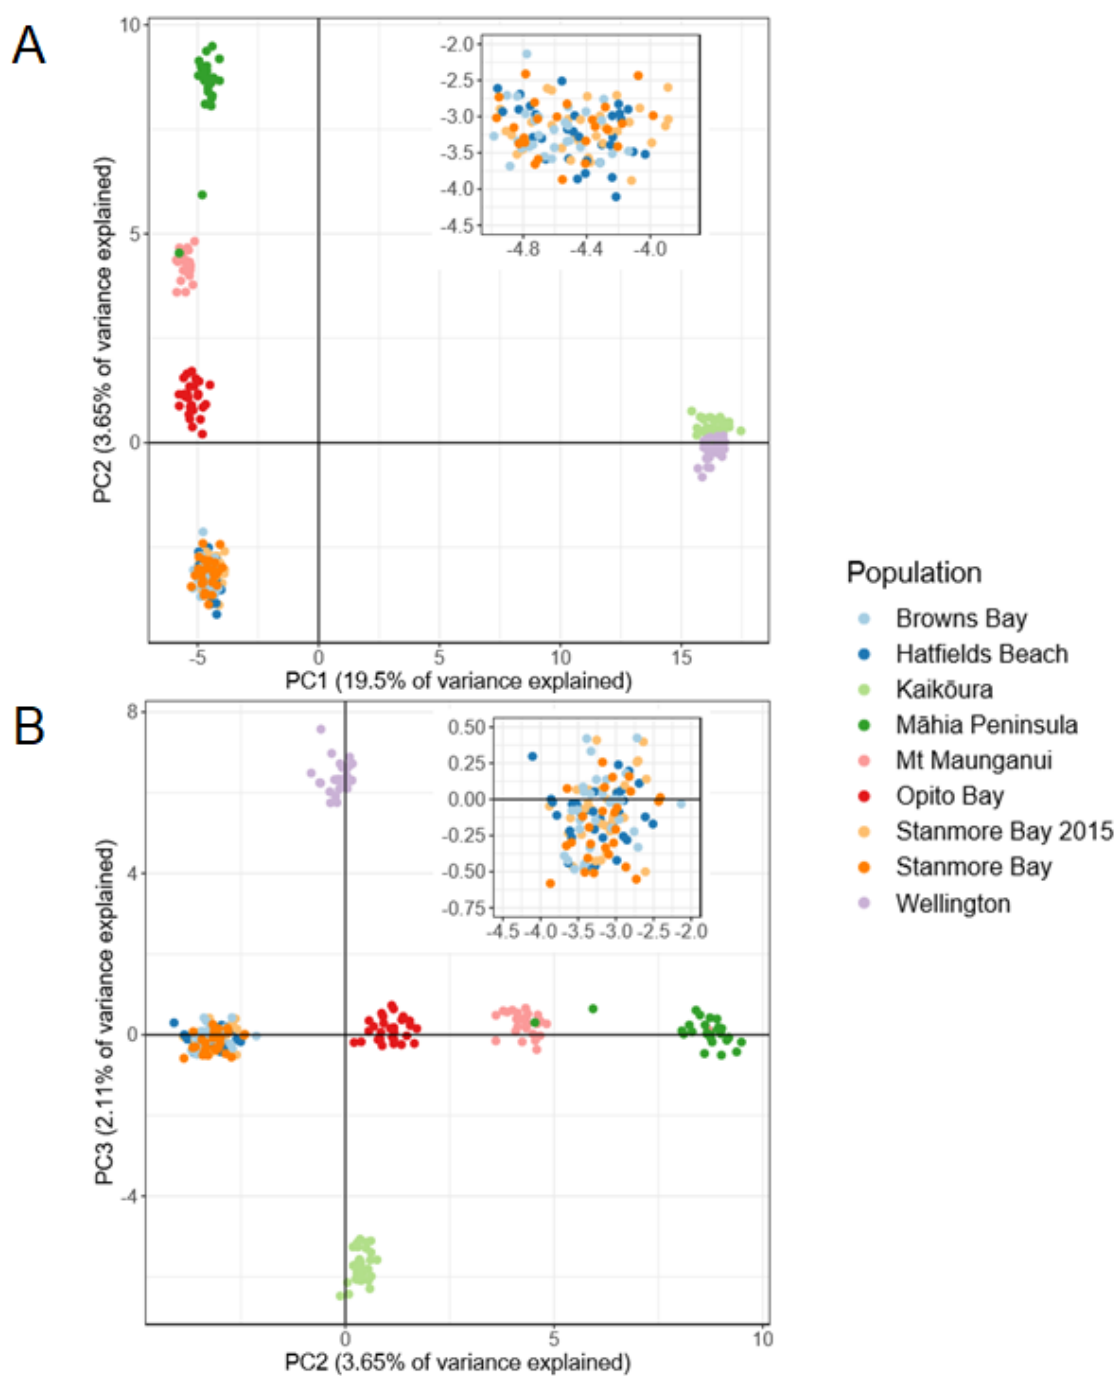 A
10
5
0
-5
0
5
10
15
PC2 (3.65% of variance explained)
PC1 (19.5% of variance explained)
-2.0
-2.5
-3.0
-3.5
-4.0
-4.5
-4.8
-4.4
-4.0
B
8
4
0
-4
0
5
10
PC3 (2.11% of variance explained)
PC2 (3.65% of variance explained)
0.50
0.25
0.00
-0.25
-0.50
-0.75
-4.5 -4.0 -3.5 -3.0 -2.5 -2.0
Population
Browns Bay
Hatfields Beach
Kaikōura
Māhia Peninsula
Mt Maunganui
Opito Bay
Stanmore Bay 2015
Stanmore Bay
Wellington